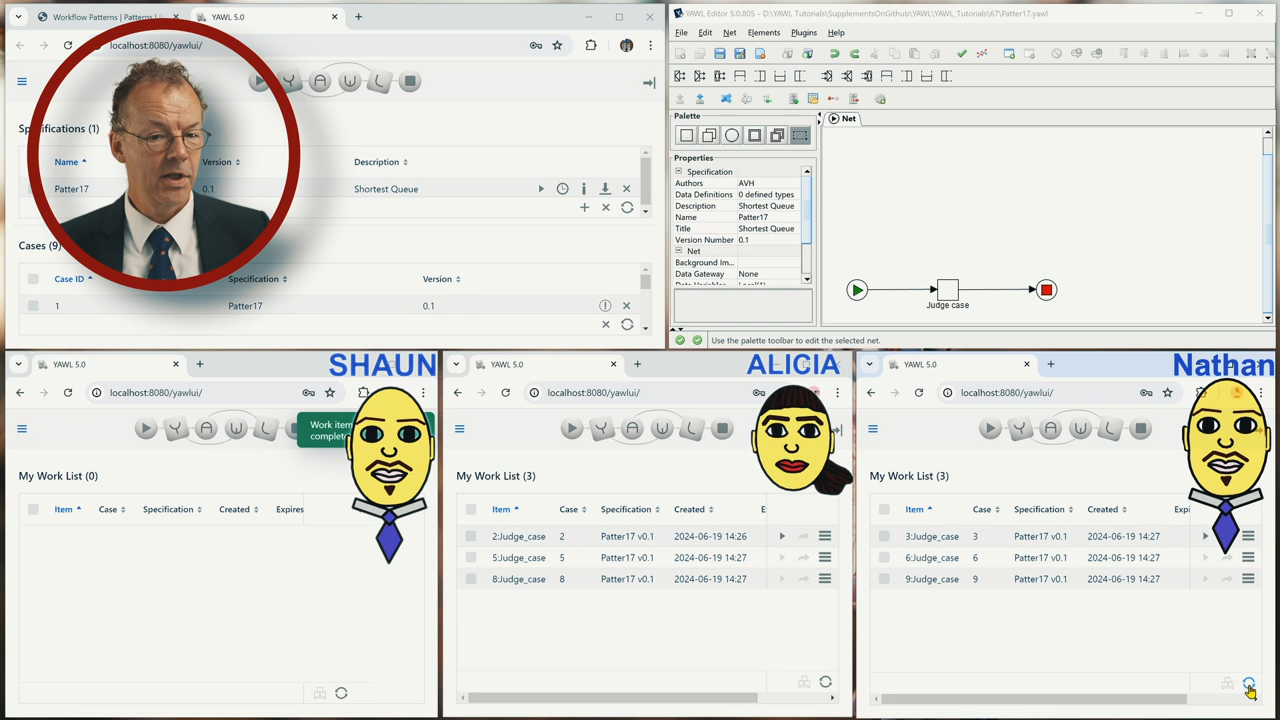 Workflow Patterns | Patterns |
YAWL 5.0
localhost:8080/yawlui/
Y A W L
Specifications (1)
Name Version Description
Patter17 0.1 Shortest Queue
Cases (9)
Case ID Specification Version
1 Patter17 0.1
YAWL Editor 5.0.805 - D:\YAWL Tutorials\SupplementsOnGithub\YAWL\YAWL_Tutorials\67\Patter17.yawl
File Edit Net Elements Plugins Help
Palette
Net
Properties
Specification
Authors AVH
Data Definitions 0 defined types
Description Shortest Queue
Name Patter17
Title Shortest Queue
Version Number 0.1
Net
Background Im...
Data Gateway None
Judge case
Use the palette toolbar to edit the selected net.
YAWL 5.0
SHAUN
localhost:8080/yawlui/
Y A W L
Work item
My Work List (0)
Item Case Specification Created Expires
YAWL 5.0
ALICIA
localhost:8080/yawlui/
Y A W L
My Work List (3)
Item Case Specification Created E
2:Judge_case 2 Patter17 v0.1 2024-06-19 14:26
5:Judge_case 5 Patter17 v0.1 2024-06-19 14:27
8:Judge_case 8 Patter17 v0.1 2024-06-19 14:27
YAWL 5.0
Nathan
localhost:8080/yawlui/
Y A W L
My Work List (3)
Item Case Specification Created Expi
3:Judge_case 3 Patter17 v0.1 2024-06-19 14:27
6:Judge_case 6 Patter17 v0.1 2024-06-19 14:27
9:Judge_case 9 Patter17 v0.1 2024-06-19 14:27